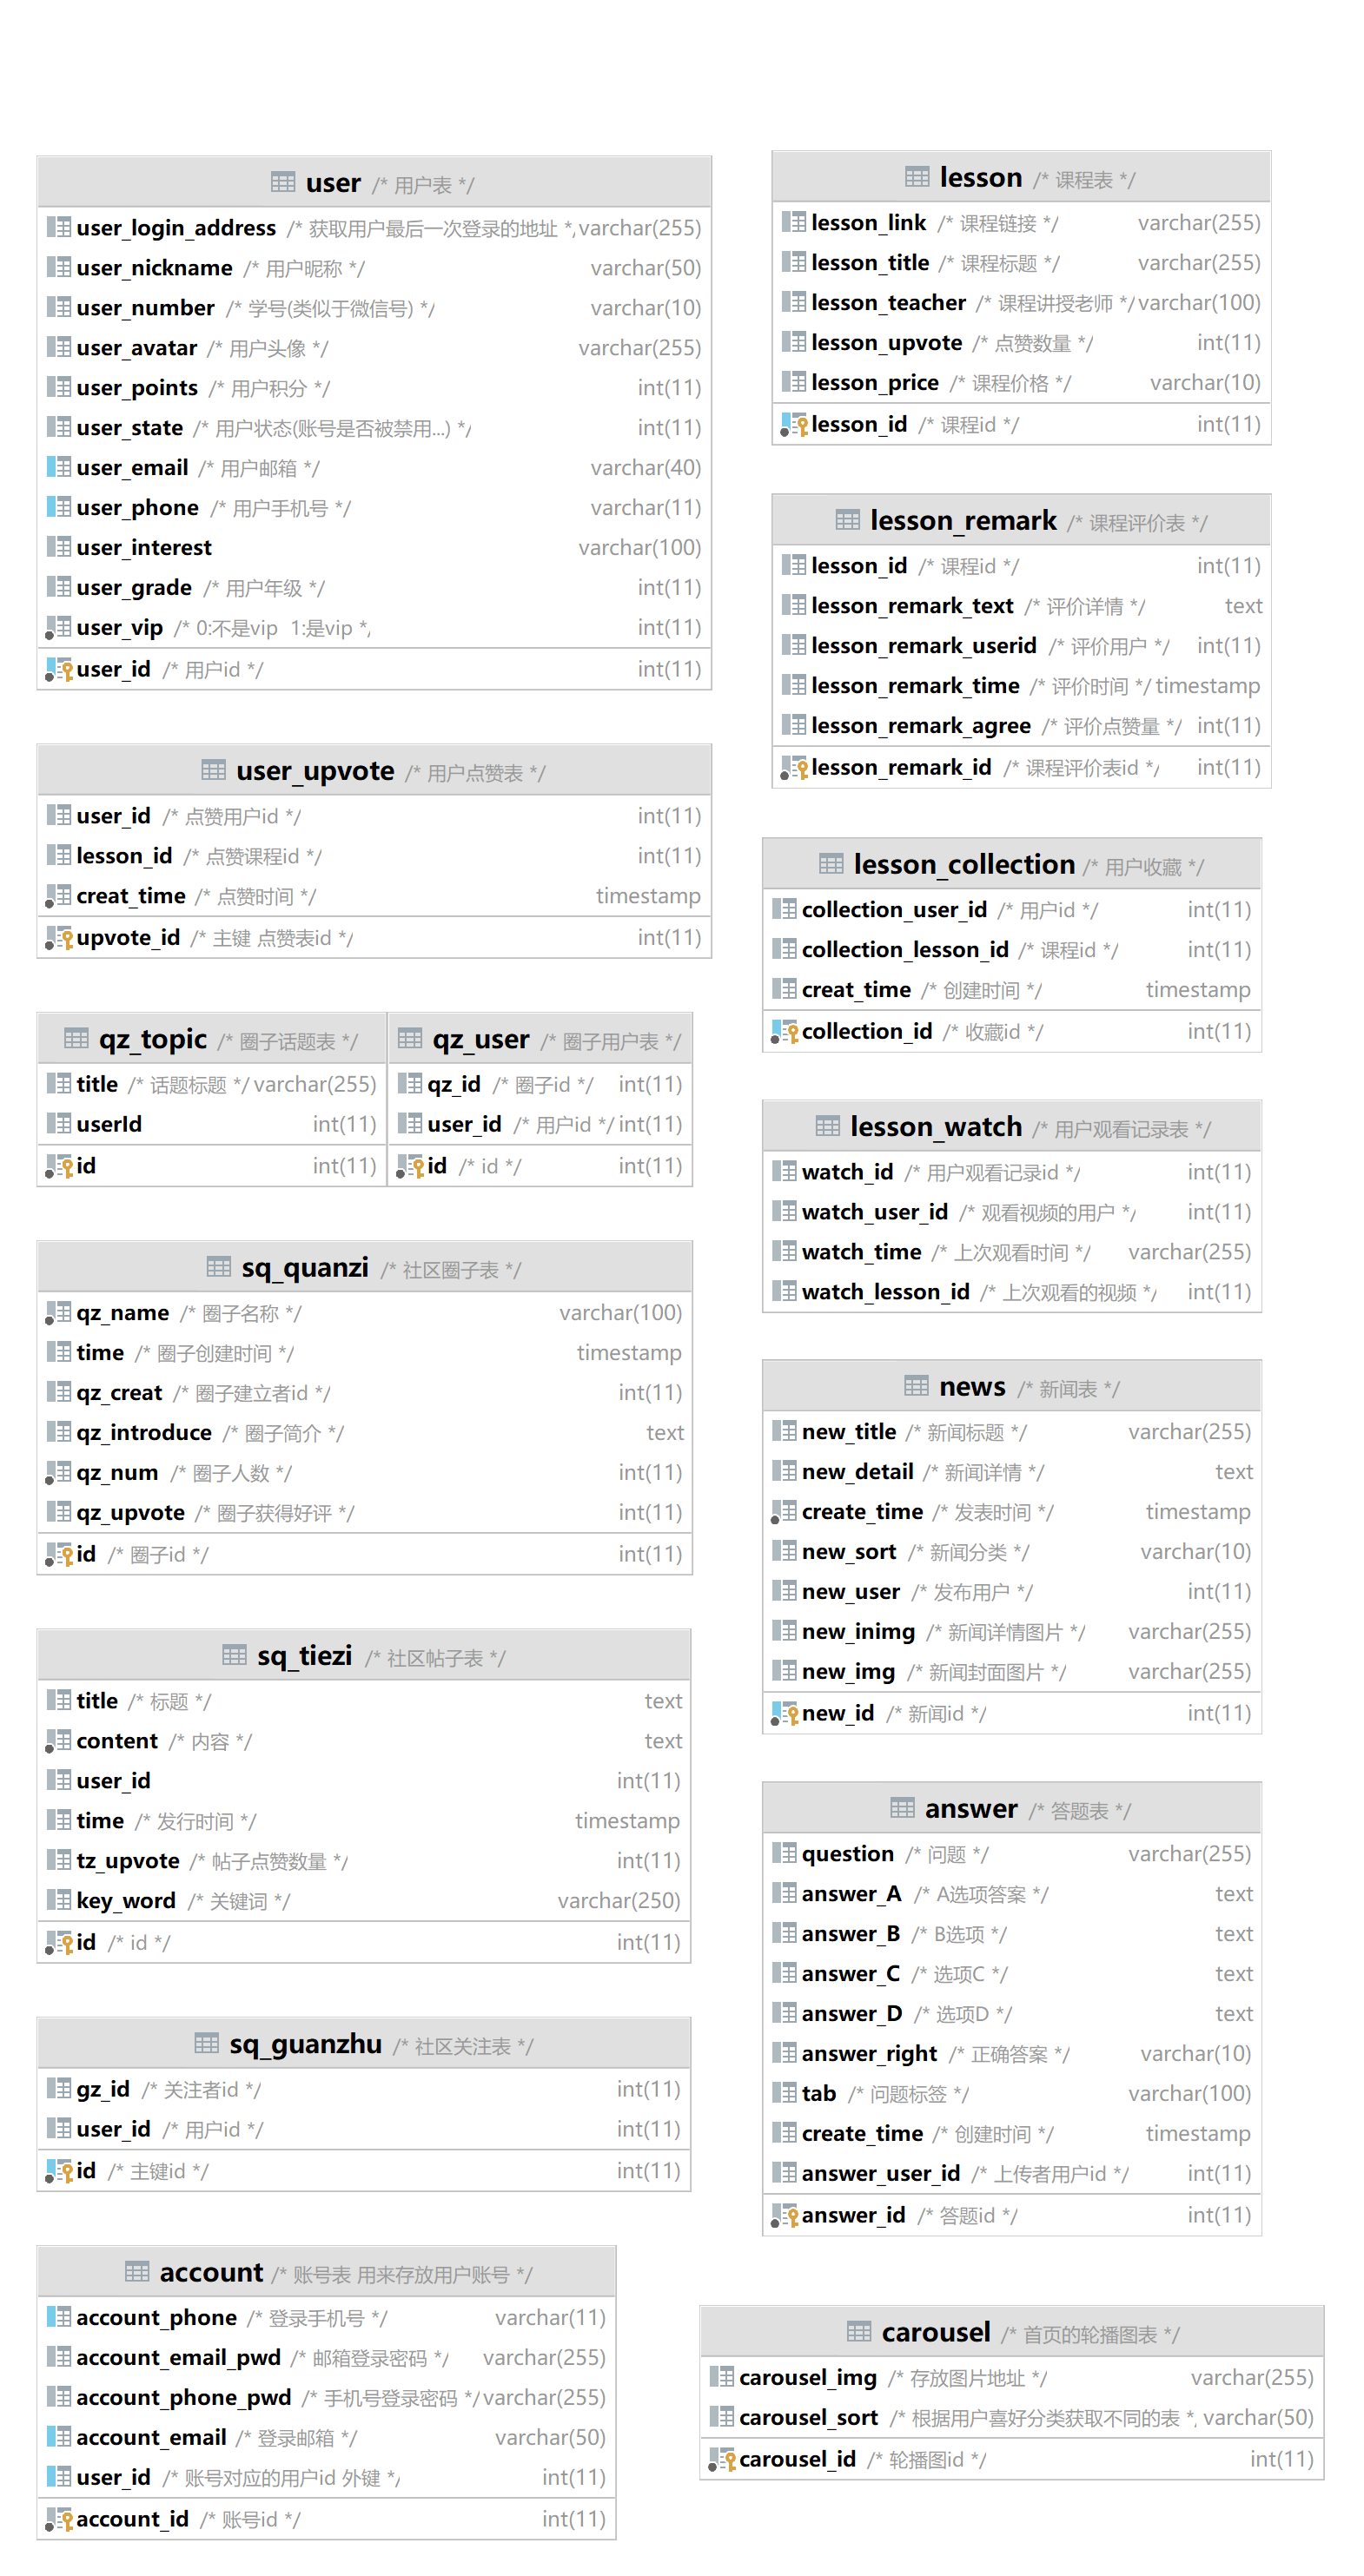 user /* 用户表 */
user_login_address /* 获取用户最后一次登录的地址 */ varchar(255)
user_nickname /* 用户昵称 */ varchar(50)
user_number /* 学号(类似于微信号) */ varchar(10)
user_avatar /* 用户头像 */ varchar(255)
user_points /* 用户积分 */ int(11)
user_state /* 用户状态(账号是否被禁用...) */ int(11)
user_email /* 用户邮箱 */ varchar(40)
user_phone /* 用户手机号 */ varchar(11)
user_interest varchar(100)
user_grade /* 用户年级 */ int(11)
user_vip /* 0:不是vip 1:是vip */ int(11)
user_id /* 用户id */ int(11)
user_upvote /* 用户点赞表 */
user_id /* 点赞用户id */ int(11)
lesson_id /* 点赞课程id */ int(11)
creat_time /* 点赞时间 */ timestamp
upvote_id /* 主键 点赞表id */ int(11)
qz_topic /* 圈子话题表 */
title /* 话题标题 */ varchar(255)
userId int(11)
id int(11)
qz_user /* 圈子用户表 */
qz_id /* 圈子id */ int(11)
user_id /* 用户id */ int(11)
id /* id */ int(11)
sq_quanzi /* 社区圈子表 */
qz_name /* 圈子名称 */ varchar(100)
time /* 圈子创建时间 */ timestamp
qz_creat /* 圈子建立者id */ int(11)
qz_introduce /* 圈子简介 */ text
qz_num /* 圈子人数 */ int(11)
qz_upvote /* 圈子获得好评 */ int(11)
id /* 圈子id */ int(11)
sq_tiezi /* 社区帖子表 */
title /* 标题 */ text
content /* 内容 */ text
user_id int(11)
time /* 发行时间 */ timestamp
tz_upvote /* 帖子点赞数量 */ int(11)
key_word /* 关键词 */ varchar(250)
id /* id */ int(11)
sq_guanzhu /* 社区关注表 */
gz_id /* 关注者id */ int(11)
user_id /* 用户id */ int(11)
id /* 主键id */ int(11)
account /* 账号表 用来存放用户账号 */
account_phone /* 登录手机号 */ varchar(11)
account_email_pwd /* 邮箱登录密码 */ varchar(255)
account_phone_pwd /* 手机号登录密码 */ varchar(255)
account_email /* 登录邮箱 */ varchar(50)
user_id /* 账号对应的用户id 外键 */ int(11)
account_id /* 账号id */ int(11)
lesson /* 课程表 */
lesson_link /* 课程链接 */ varchar(255)
lesson_title /* 课程标题 */ varchar(255)
lesson_teacher /* 课程讲授老师 */ varchar(100)
lesson_upvote /* 点赞数量 */ int(11)
lesson_price /* 课程价格 */ varchar(10)
lesson_id /* 课程id */ int(11)
lesson_remark /* 课程评价表 */
lesson_id /* 课程id */ int(11)
lesson_remark_text /* 评价详情 */ text
lesson_remark_userid /* 评价用户 */ int(11)
lesson_remark_time /* 评价时间 */ timestamp
lesson_remark_agree /* 评价点赞量 */ int(11)
lesson_remark_id /* 课程评价表id */ int(11)
lesson_collection /* 用户收藏 */
collection_user_id /* 用户id */ int(11)
collection_lesson_id /* 课程id */ int(11)
creat_time /* 创建时间 */ timestamp
collection_id /* 收藏id */ int(11)
lesson_watch /* 用户观看记录表 */
watch_id /* 用户观看记录id */ int(11)
watch_user_id /* 观看视频的用户 */ int(11)
watch_time /* 上次观看时间 */ varchar(255)
watch_lesson_id /* 上次观看的视频 */ int(11)
news /* 新闻表 */
new_title /* 新闻标题 */ varchar(255)
new_detail /* 新闻详情 */ text
create_time /* 发表时间 */ timestamp
new_sort /* 新闻分类 */ varchar(10)
new_user /* 发布用户 */ int(11)
new_inimg /* 新闻详情图片 */ varchar(255)
new_img /* 新闻封面图片 */ varchar(255)
new_id /* 新闻id */ int(11)
answer /* 答题表 */
question /* 问题 */ varchar(255)
answer_A /* A选项答案 */ text
answer_B /* B选项 */ text
answer_C /* 选项C */ text
answer_D /* 选项D */ text
answer_right /* 正确答案 */ varchar(10)
tab /* 问题标签 */ varchar(100)
create_time /* 创建时间 */ timestamp
answer_user_id /* 上传者用户id */ int(11)
answer_id /* 答题id */ int(11)
carousel /* 首页的轮播图表 */
carousel_img /* 存放图片地址 */ varchar(255)
carousel_sort /* 根据用户喜好分类获取不同的表 */ varchar(50)
carousel_id /* 轮播图id */ int(11)